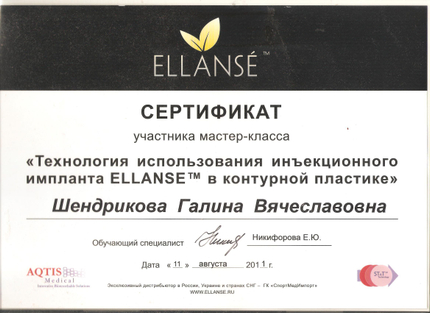 ELLANSÉ™
СЕРТИФИКАТ
участника мастер-класса
«Технология использования инъекционного
импланта ELLANSE™ в контурной пластике»
Шендрикова Галина Вячеславовна
Обучающий специалист Никифорова Е.Ю.
Дата « 11 » августа 2011 г.
AQTIS
Medical
Эксклюзивный дистрибьютор в России, Украине и странах СНГ – ГК «СпортМедИмпорт»
WWW.ELLANSE.RU